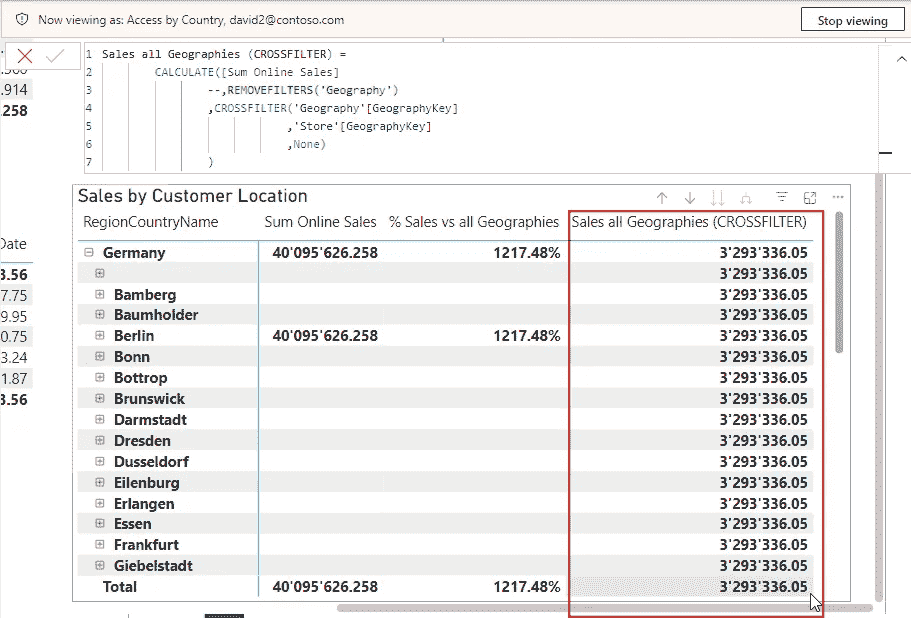 Now viewing as: Access by Country, david2@contoso.com
Stop viewing
1 Sales all Geographies (CROSSFILTER) =
2 CALCULATE([Sum Online Sales]
3 --,REMOVEFILTERS('Geography')
4 ,CROSSFILTER('Geography'[GeographyKey]
5 ,'Store'[GeographyKey]
6 ,None)
7 )
.914
.258
Date
3.56
7.75
9.95
0.75
3.24
1.87
3.56
Sales by Customer Location
RegionCountryName Sum Online Sales % Sales vs all Geographies Sales all Geographies (CROSSFILTER)
Germany 40'095'626.258 1217.48% 3'293'336.05
3'293'336.05
Bamberg 3'293'336.05
Baumholder 3'293'336.05
Berlin 40'095'626.258 1217.48% 3'293'336.05
Bonn 3'293'336.05
Bottrop 3'293'336.05
Brunswick 3'293'336.05
Darmstadt 3'293'336.05
Dresden 3'293'336.05
Dusseldorf 3'293'336.05
Eilenburg 3'293'336.05
Erlangen 3'293'336.05
Essen 3'293'336.05
Frankfurt 3'293'336.05
Giebelstadt 3'293'336.05
Total 40'095'626.258 1217.48% 3'293'336.05